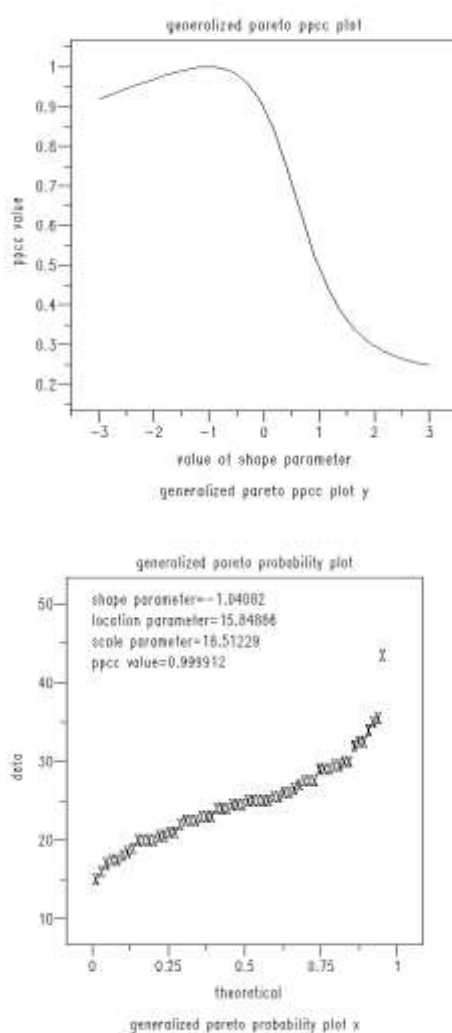 generalized pareto ppcc plot
1
0.9
0.8
0.7
0.6
0.5
0.4
0.3
0.2
ppcc value
-3 -2 -1 0 1 2 3
value of shape parameter
generalized pareto ppcc plot y
generalized pareto probability plot
shape parameter=-1.04082
location parameter=15.84866
scale parameter=16.51229
ppcc value=0.999912
50
40
30
20
10
data
0 0.25 0.5 0.75 1
theoretical
generalized pareto probability plot x